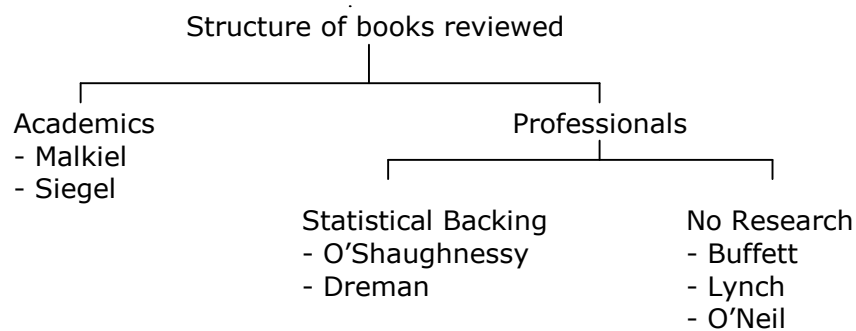 Structure of books reviewed
Academics
- Malkiel
- Siegel
Professionals
Statistical Backing
- O'Shaughnessy
- Dreman
No Research
- Buffett
- Lynch
- O'Neil